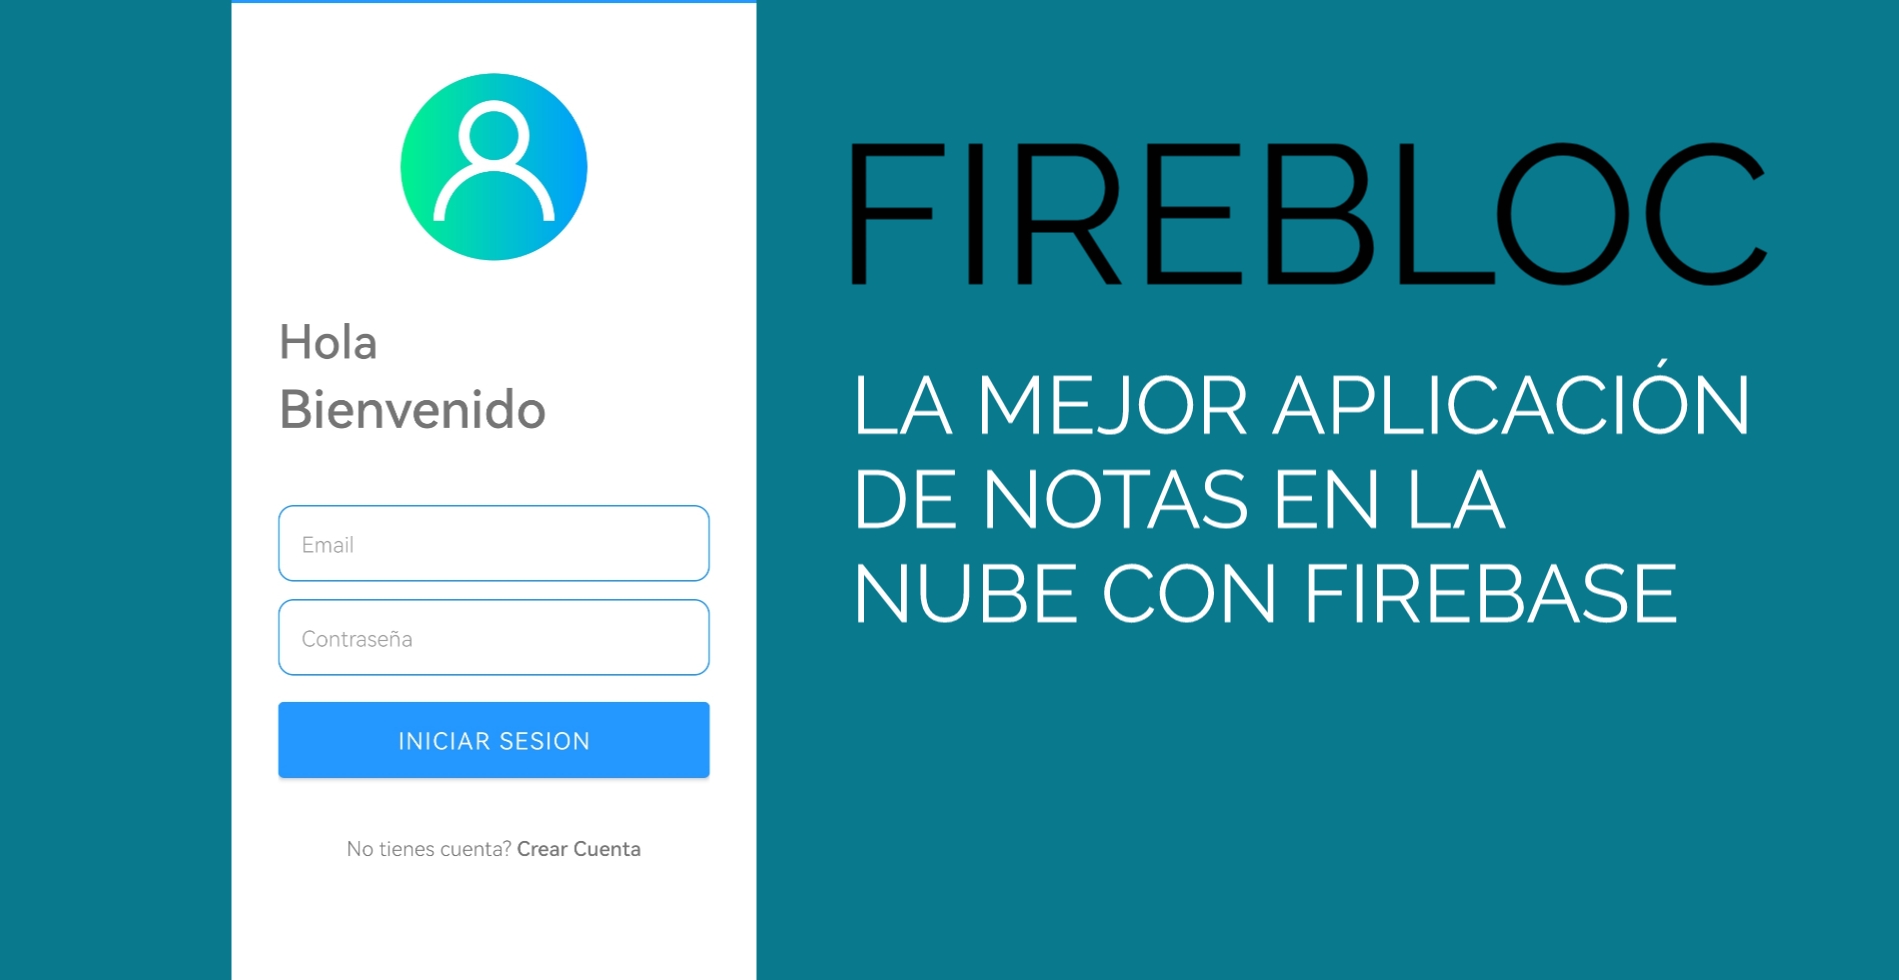 Hola
Bienvenido
Email
Contraseña
INICIAR SESION
No tienes cuenta? Crear Cuenta
FIREBLOC
LA MEJOR APLICACIÓN
DE NOTAS EN LA
NUBE CON FIREBASE